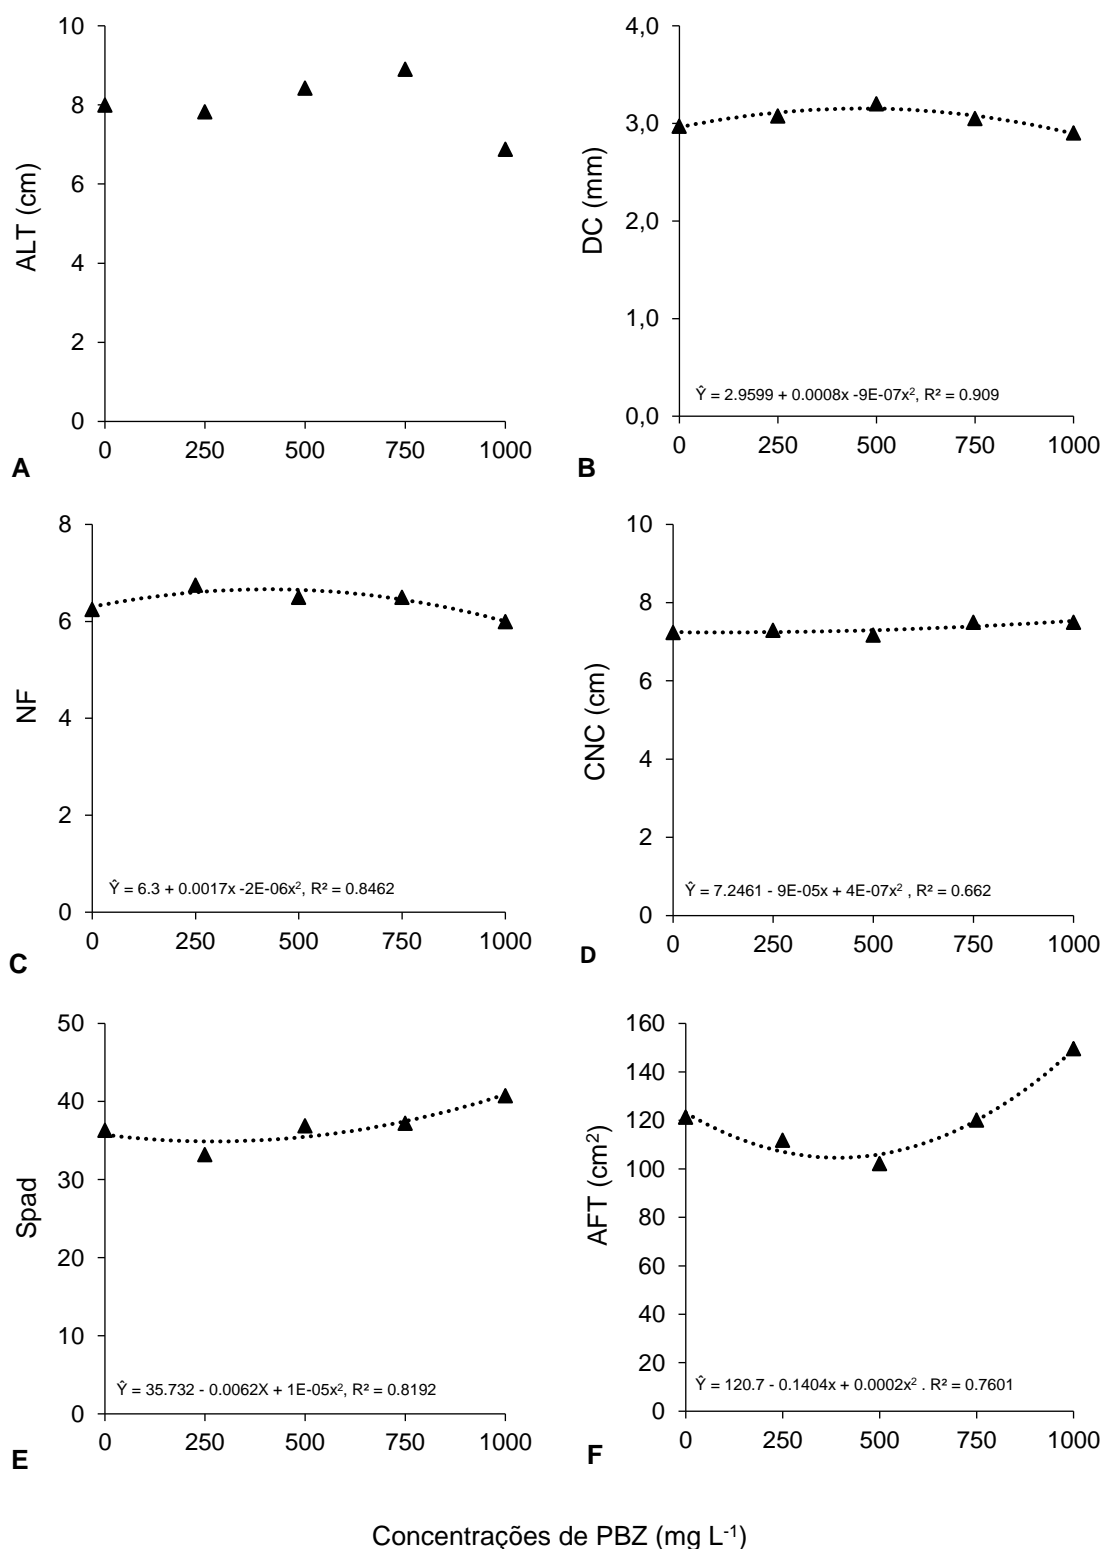 10
8
6
4
2
0
ALT (cm)
0 250 500 750 1000
A
4,0
3,0
2,0
1,0
0,0
DC (mm)
Ŷ = 2.9599 + 0.0008x -9E-07x², R² = 0.909
0 250 500 750 1000
B
8
6
4
2
0
NF
Ŷ = 6.3 + 0.0017x -2E-06x², R² = 0.8462
0 250 500 750 1000
C
10
8
6
4
2
0
CNC (cm)
Ŷ = 7.2461 - 9E-05x + 4E-07x² , R² = 0.662
0 250 500 750 1000
D
50
40
30
20
10
0
Spad
Ŷ = 35.732 - 0.0062X + 1E-05x², R² = 0.8192
0 250 500 750 1000
E
160
140
120
100
80
60
40
20
0
AFT (cm²)
Ŷ = 120.7 - 0.1404x + 0.0002x² . R² = 0.7601
0 250 500 750 1000
F
Concentrações de PBZ (mg L⁻¹)